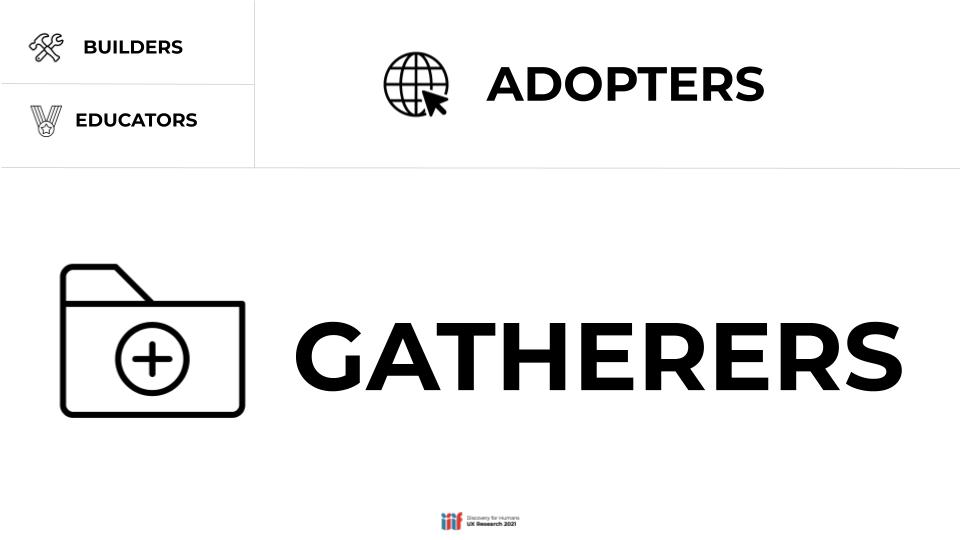 BUILDERS
ADOPTERS
EDUCATORS
GATHERERS
iiif
Discovery for Humans
UX Research 2021